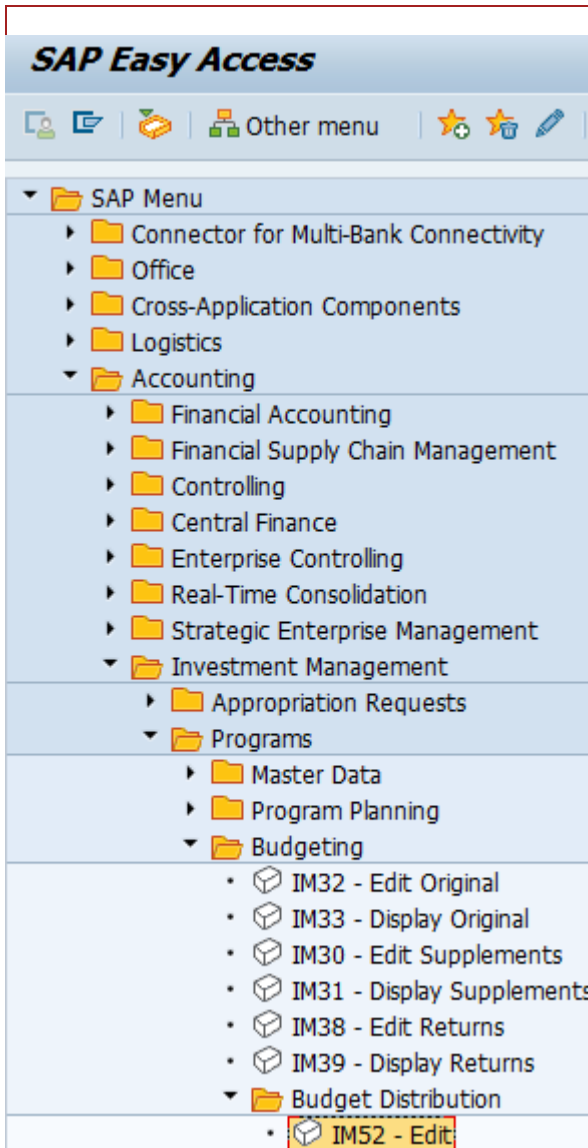 SAP Easy Access
Other menu
SAP Menu
Connector for Multi-Bank Connectivity
Office
Cross-Application Components
Logistics
Accounting
Financial Accounting
Financial Supply Chain Management
Controlling
Central Finance
Enterprise Controlling
Real-Time Consolidation
Strategic Enterprise Management
Investment Management
Appropriation Requests
Programs
Master Data
Program Planning
Budgeting
IM32 - Edit Original
IM33 - Display Original
IM30 - Edit Supplements
IM31 - Display Supplements
IM38 - Edit Returns
IM39 - Display Returns
Budget Distribution
IM52 - Edit